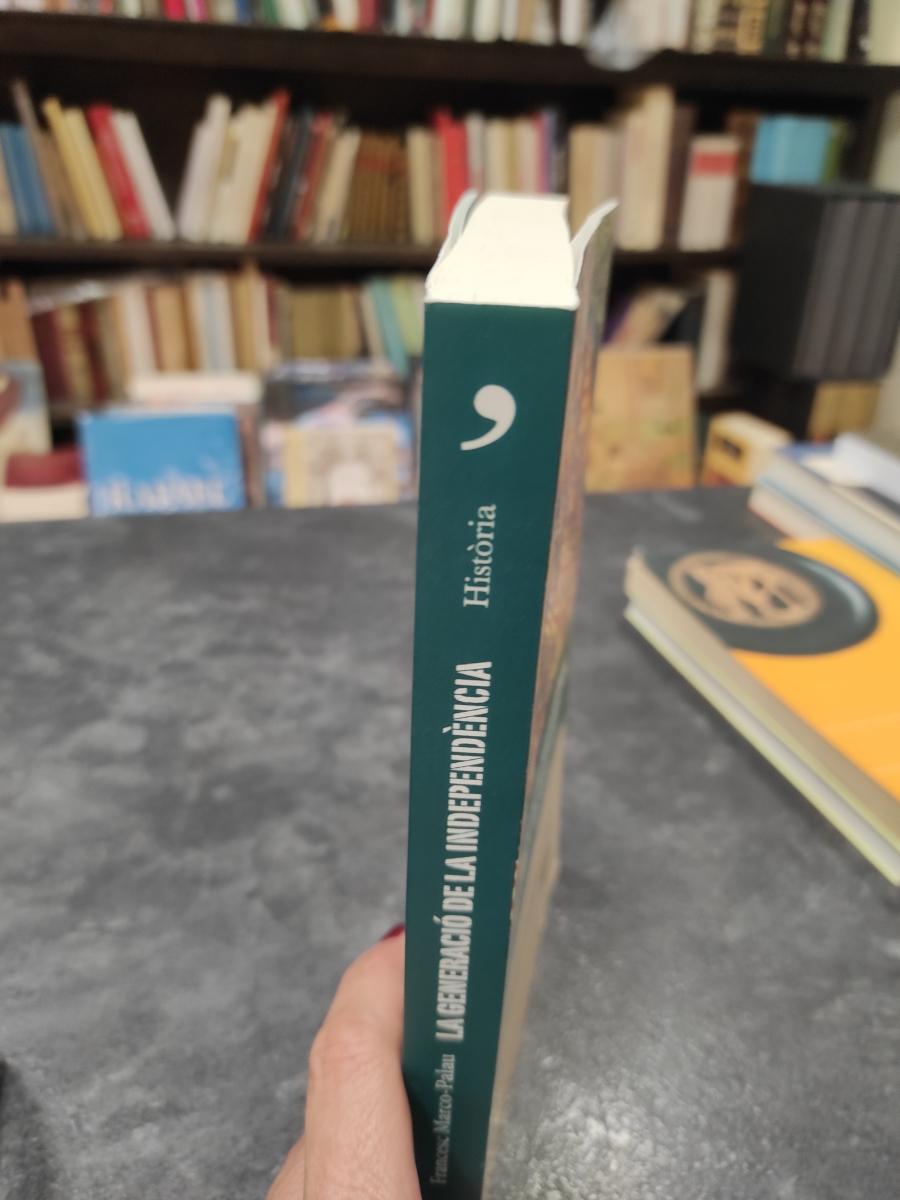 Francesc Marco-Palau
LA GENERACIÓ DE LA INDEPENDÈNCIA
Història